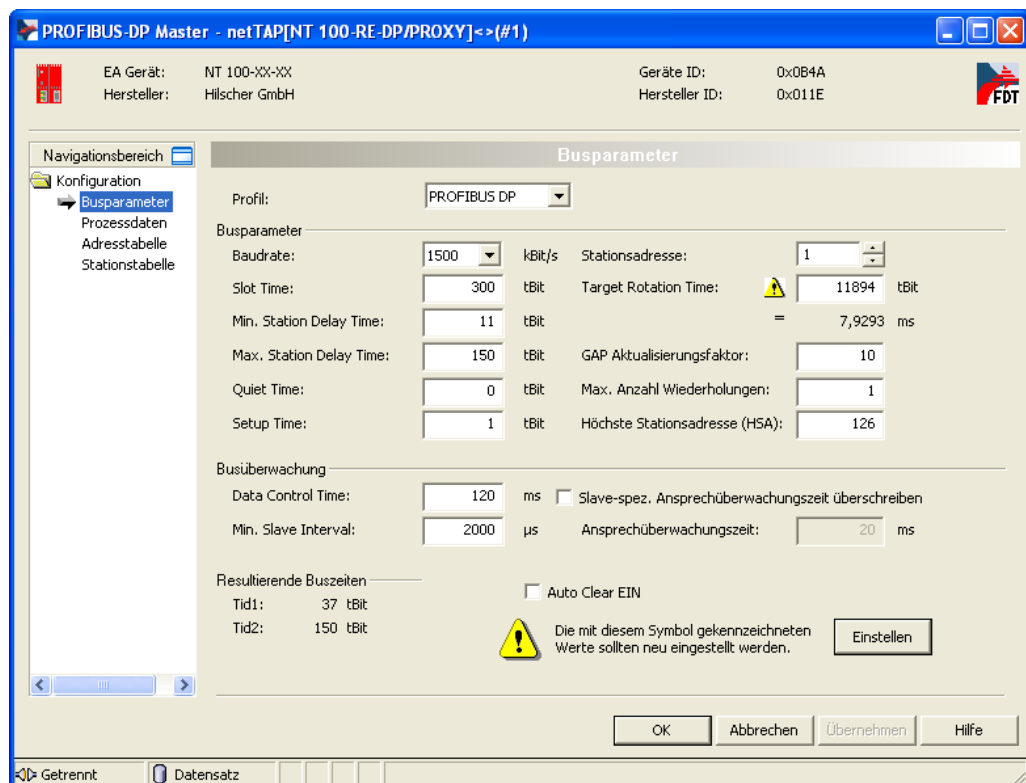 PROFIBUS-DP Master - netTAP[NT 100-RE-DP/PROXY]<>(#1)
EA Gerät: NT 100-XX-XX Geräte ID: 0x0B4A
Hersteller: Hilscher GmbH Hersteller ID: 0x011E
FDT
Navigationsbereich
Konfiguration
Busparameter
Prozessdaten
Adresstabelle
Stationstabelle
Busparameter
Profil: PROFIBUS DP
Busparameter
Baudrate: 1500 kBit/s Stationsadresse: 1
Slot Time: 300 tBit Target Rotation Time: 11894 tBit
Min. Station Delay Time: 11 tBit = 7,9293 ms
Max. Station Delay Time: 150 tBit GAP Aktualisierungsfaktor: 10
Quiet Time: 0 tBit Max. Anzahl Wiederholungen: 1
Setup Time: 1 tBit Höchste Stationsadresse (HSA): 126
Busüberwachung
Data Control Time: 120 ms Slave-spez. Ansprechüberwachungszeit überschreiben
Min. Slave Interval: 2000 µs Ansprechüberwachungszeit: 20 ms
Resultierende Buszeiten
Tid1: 37 tBit
Tid2: 150 tBit
Auto Clear EIN
Die mit diesem Symbol gekennzeichneten
Werte sollten neu eingestellt werden.
Einstellen
OK Abbrechen Übernehmen Hilfe
Getrennt Datensatz